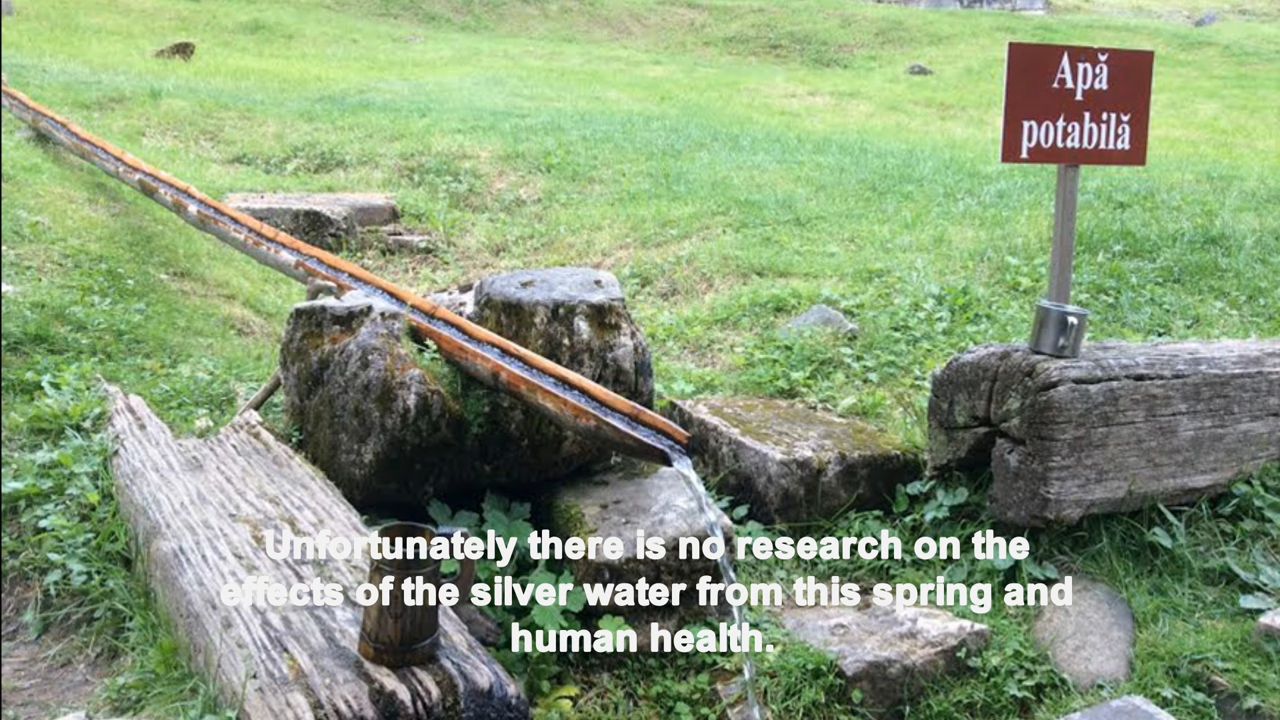 Apă
potabilă
Unfortunately there is no research on the
effects of the silver water from this spring and
human health.